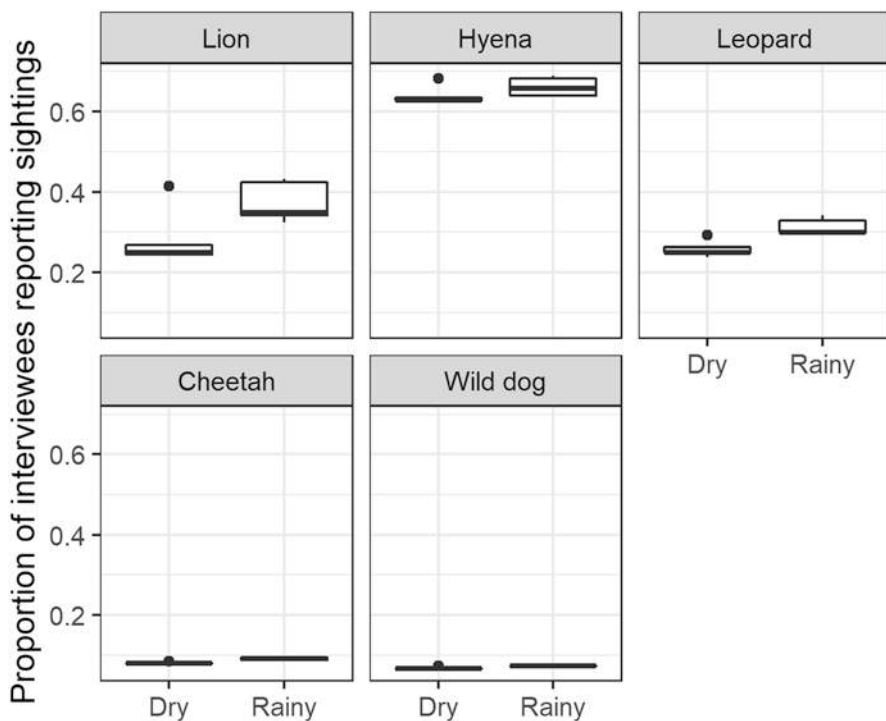 Proportion of interviewees reporting sightings
Lion
Hyena
Leopard
0.6
0.4
0.2
Dry
Rainy
Cheetah
Wild dog
0.6
0.4
0.2
Dry
Rainy
Dry
Rainy